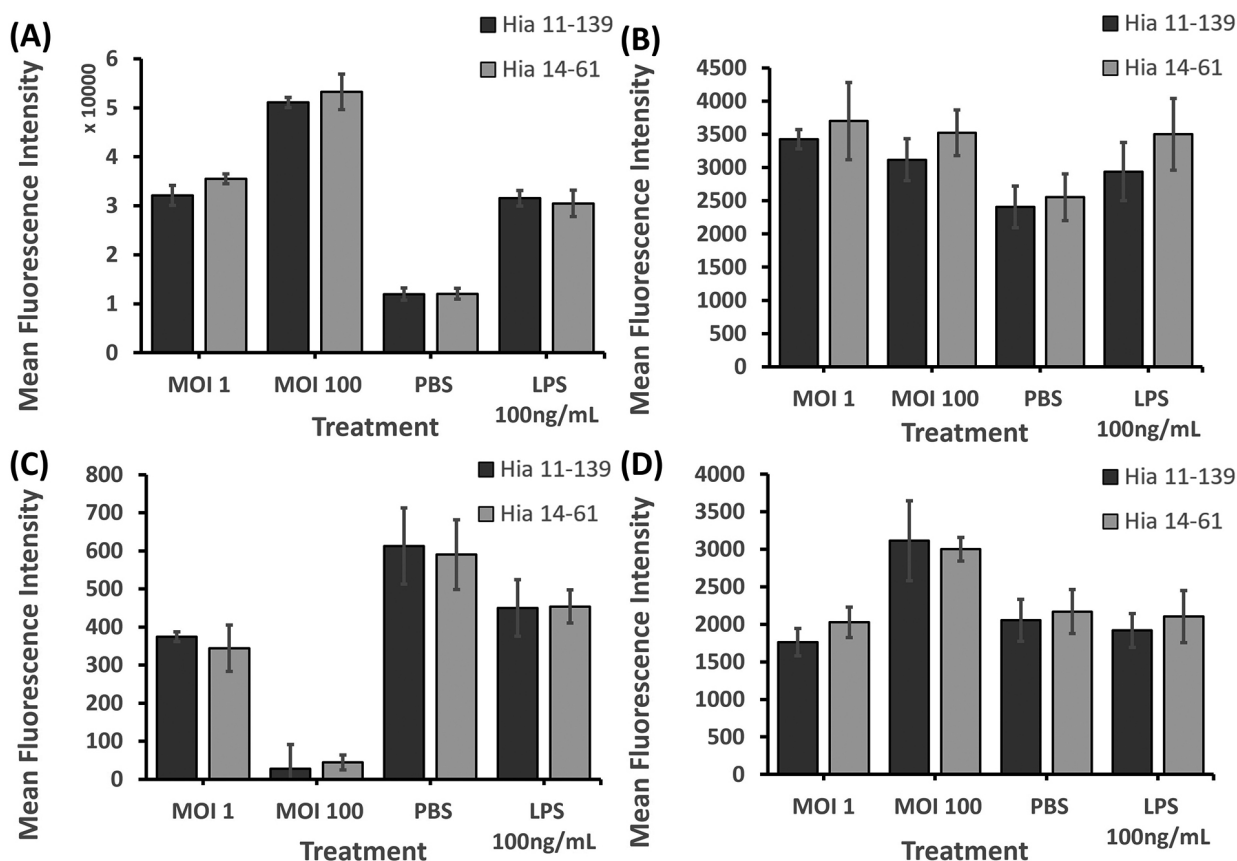 (A)
Hia 11-139
Hia 14-61
Mean Fluorescence Intensity
x 10000
6
5
4
3
2
1
0
MOI 1 MOI 100 PBS LPS
100ng/mL
Treatment
(B)
Hia 11-139
Hia 14-61
Mean Fluorescence Intensity
4500
4000
3500
3000
2500
2000
1500
1000
500
0
MOI 1 MOI 100 PBS LPS
100ng/mL
Treatment
(C)
Hia 11-139
Hia 14-61
Mean Fluorescence Intensity
800
700
600
500
400
300
200
100
0
MOI 1 MOI 100 PBS LPS
100ng/mL
Treatment
(D)
Hia 11-139
Hia 14-61
Mean Fluorescence Intensity
4000
3500
3000
2500
2000
1500
1000
500
0
MOI 1 MOI 100 PBS LPS
100ng/mL
Treatment